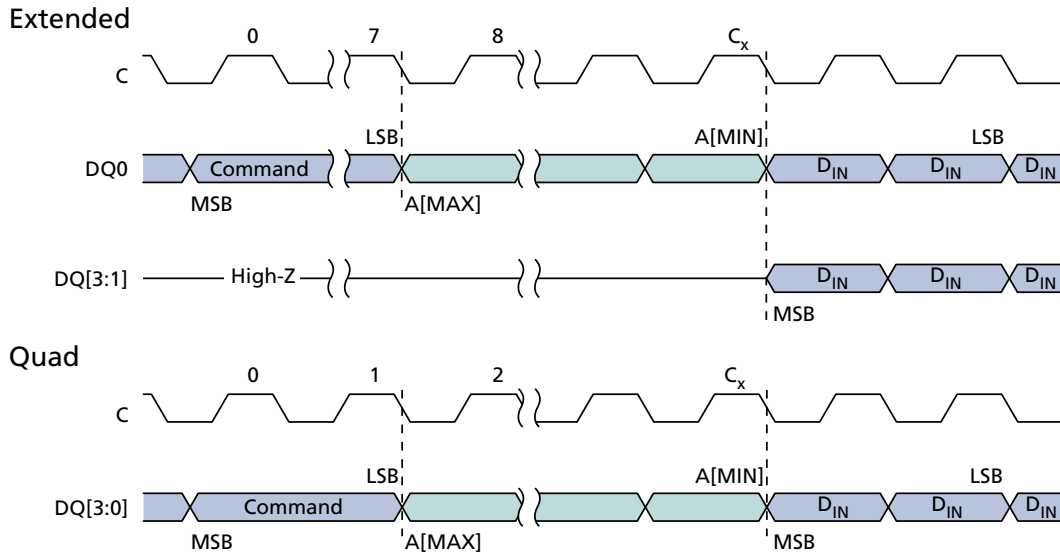 Extended
0 7 8 Cx
C
LSB A[MIN] LSB
DQ0 Command DIN DIN DIN
MSB A[MAX]
DQ[3:1] High-Z DIN DIN DIN
MSB
Quad
0 1 2 Cx
C
LSB A[MIN] LSB
DQ[3:0] Command DIN DIN DIN
MSB A[MAX] MSB